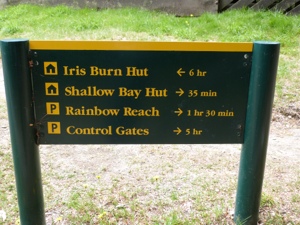 Iris Burn Hut ← 6 hr
Shallow Bay Hut → 35 min
P Rainbow Reach → 1 hr 30 min
P Control Gates → 5 hr